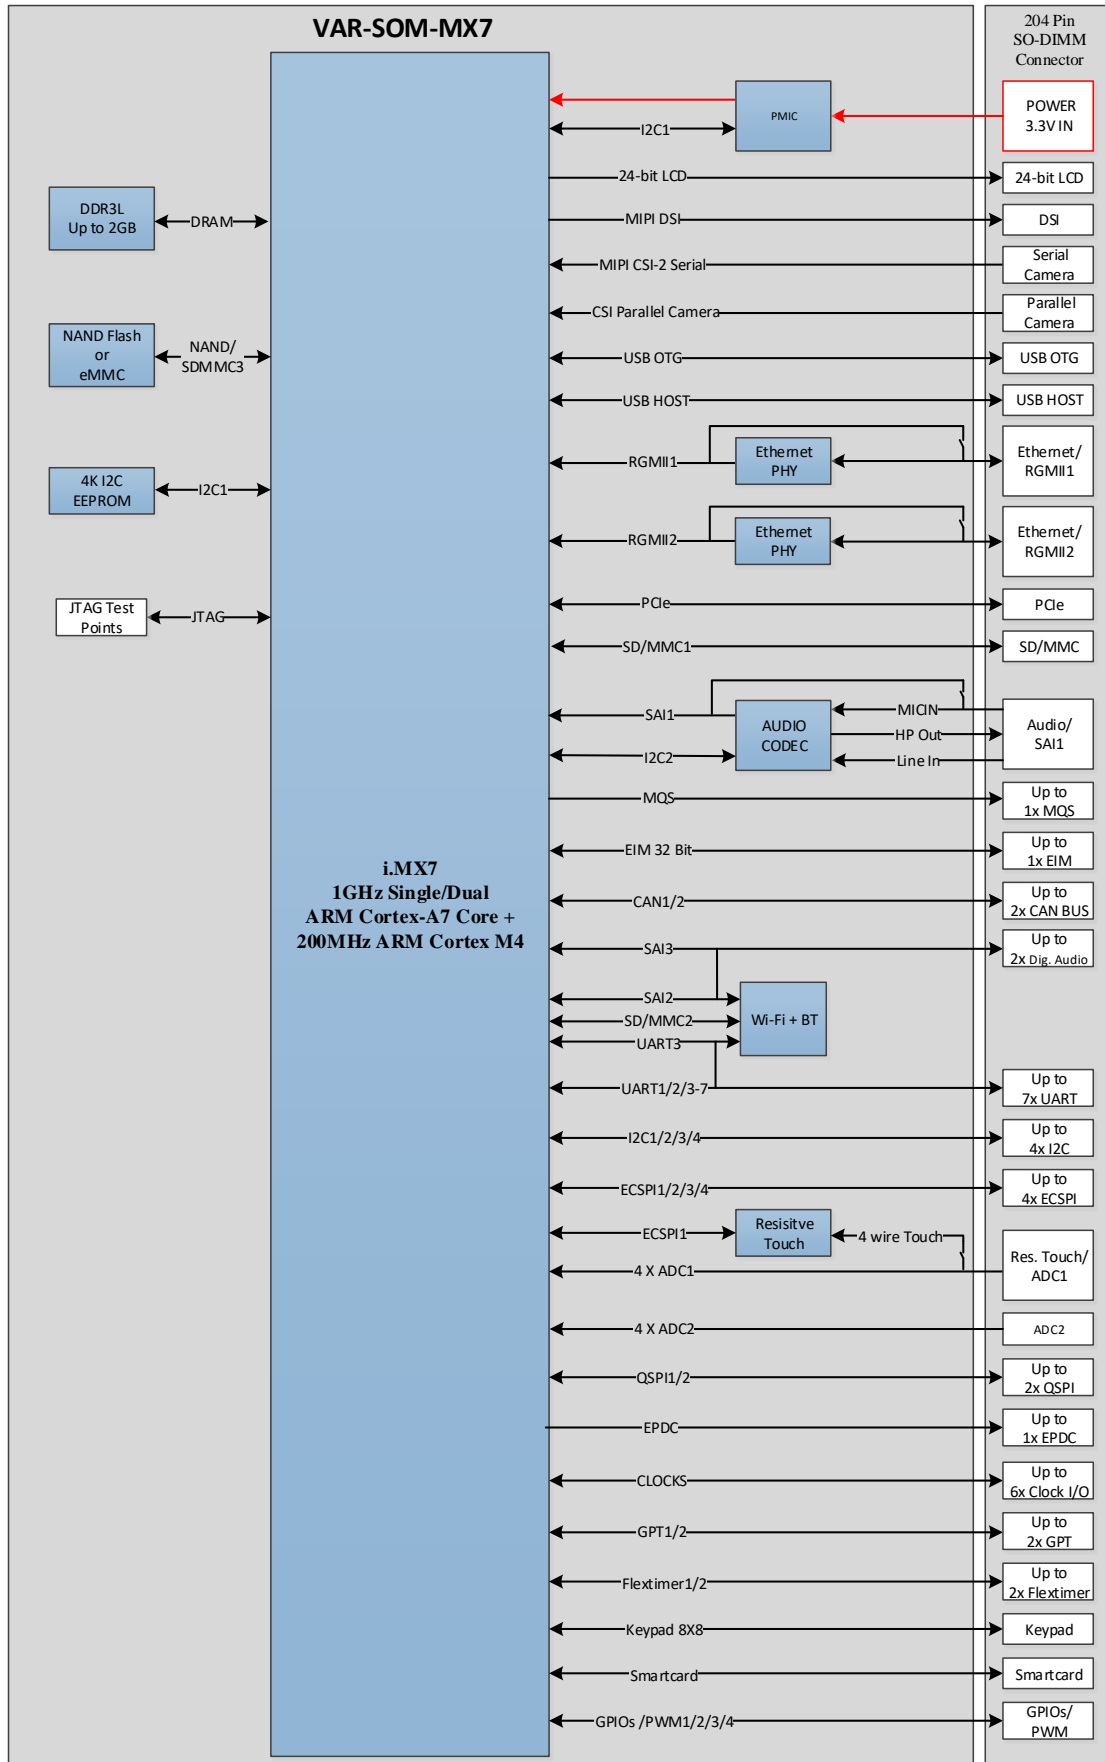 VAR-SOM-MX7
204 Pin
SO-DIMM
Connector
PMIC
POWER
3.3V IN
I2C1
24-bit LCD
24-bit LCD
DDR3L
Up to 2GB
DRAM
MIPI DSI
DSI
MIPI CSI-2 Serial
Serial
Camera
CSI Parallel Camera
Parallel
Camera
NAND Flash
or
eMMC
NAND/
SDMMC3
USB OTG
USB OTG
USB HOST
USB HOST
RGMII1
Ethernet
PHY
Ethernet/
RGMII1
4K I2C
EEPROM
I2C1
RGMII2
Ethernet
PHY
Ethernet/
RGMII2
JTAG Test
Points
JTAG
PCIe
PCIe
SD/MMC1
SD/MMC
SAI1
I2C2
AUDIO
CODEC
MICIN
HP Out
Line In
Audio/
SAI1
MQS
Up to
1x MQS
i.MX7
1GHz Single/Dual
ARM Cortex-A7 Core +
200MHz ARM Cortex M4
EIM 32 Bit
Up to
1x EIM
CAN1/2
Up to
2x CAN BUS
SAI3
Up to
2x Dig. Audio
SAI2
SD/MMC2
UART3
Wi-Fi + BT
UART1/2/3-7
Up to
7x UART
I2C1/2/3/4
Up to
4x I2C
ECSPI1/2/3/4
Up to
4x ECSPI
ECSPI1
Resisitve
Touch
4 wire Touch
4 X ADC1
Res. Touch/
ADC1
4 X ADC2
ADC2
QSPI1/2
Up to
2x QSPI
EPDC
Up to
1x EPDC
CLOCKS
Up to
6x Clock I/O
GPT1/2
Up to
2x GPT
Flextimer1/2
Up to
2x Flextimer
Keypad 8X8
Keypad
Smartcard
Smartcard
GPIOs /PWM1/2/3/4
GPIOs/
PWM